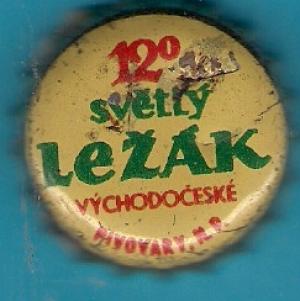 12°
světlý
LeŽÁK
VÝCHODOČESKÉ
PIVOVARY, N.P.